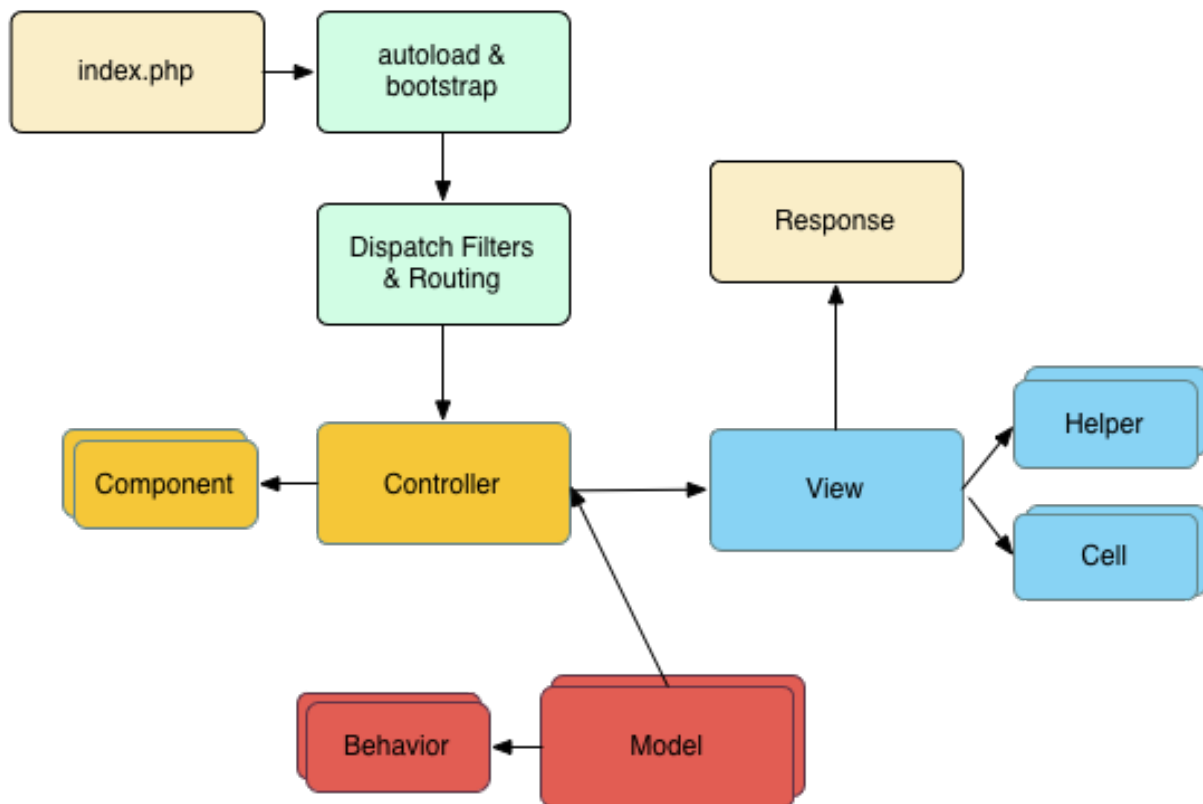 index.php
autoload &
bootstrap
Dispatch Filters
& Routing
Response
Component
Controller
View
Helper
Cell
Behavior
Model